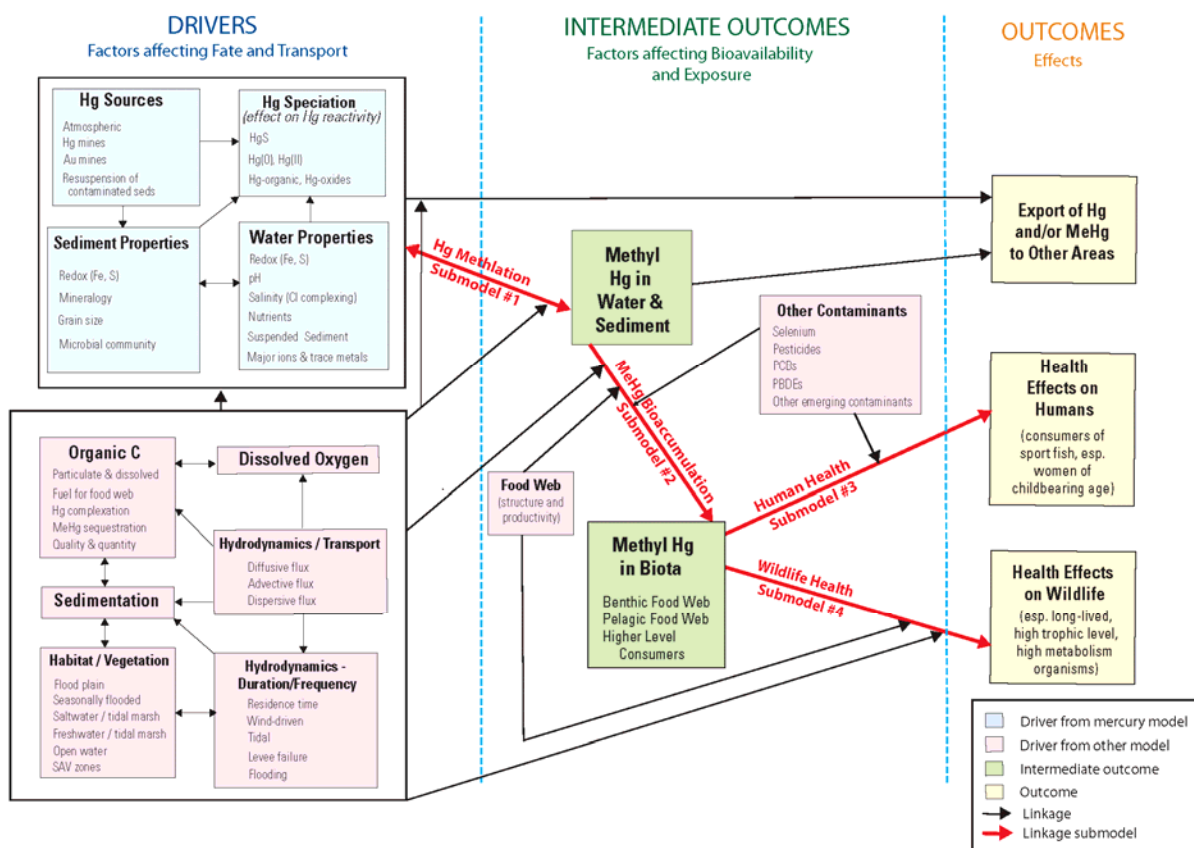 DRIVERS
Factors affecting Fate and Transport
INTERMEDIATE OUTCOMES
Factors affecting Bioavailability
and Exposure
OUTCOMES
Effects
Hg Sources
Atmospheric
Hg mines
Au mines
Resuspension of
contaminated seds
Hg Speciation
(effect on Hg reactivity)
HgS
Hg(0), Hg(II)
Hg-organic, Hg-oxides
Sediment Properties
Redox (Fe, S)
Mineralogy
Grain size
Microbial community
Water Properties
Redox (Fe, S)
pH
Salinity (Cl complexing)
Nutrients
Suspended Sediment
Major ions & trace metals
Hg Methlation
Submodel #1
Methyl
Hg in
Water &
Sediment
Export of Hg
and/or MeHg
to Other Areas
Other Contaminants
Selenium
Pesticides
PCDs
PBDEs
Other emerging contaminants
MeHg Bioaccumulation
Submodel #2
Health
Effects on
Humans
(consumers of
sport fish, esp.
women of
childbearing age)
Organic C
Particulate & dissolved
Fuel for food web
Hg complexation
MeHg sequestration
Quality & quantity
Dissolved Oxygen
Food Web
(structure and
productivity)
Human Health
Submodel #3
Hydrodynamics / Transport
Diffusive flux
Advective flux
Dispersive flux
Methyl Hg
in Biota
Benthic Food Web
Pelagic Food Web
Higher Level
Consumers
Wildlife Health
Submodel #4
Health Effects
on Wildlife
(esp. long-lived,
high trophic level,
high metabolism
organisms)
Sedimentation
Habitat / Vegetation
Flood plain
Seasonally flooded
Saltwater / tidal marsh
Freshwater / tidal marsh
Open water
SAV zones
Hydrodynamics -
Duration/Frequency
Residence time
Wind-driven
Tidal
Levee failure
Flooding
Driver from mercury model
Driver from other model
Intermediate outcome
Outcome
Linkage
Linkage submodel